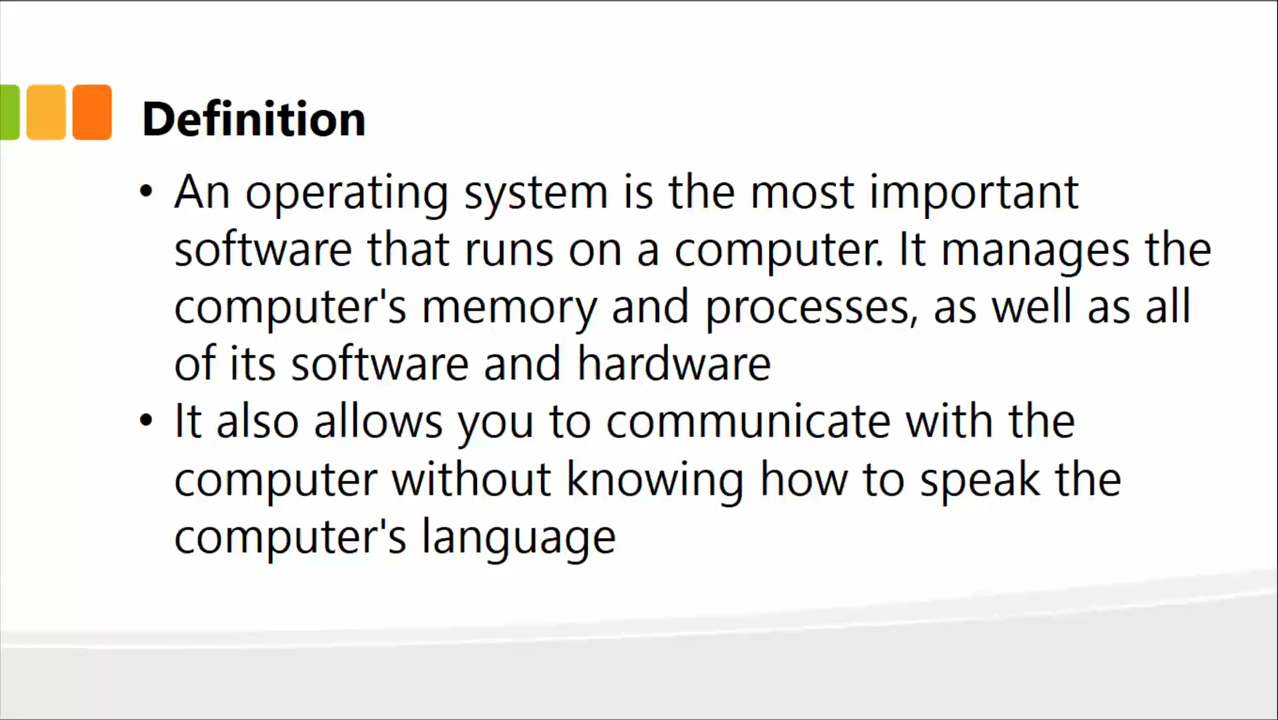 Definition
• An operating system is the most important
software that runs on a computer. It manages the
computer's memory and processes, as well as all
of its software and hardware
• It also allows you to communicate with the
computer without knowing how to speak the
computer's language